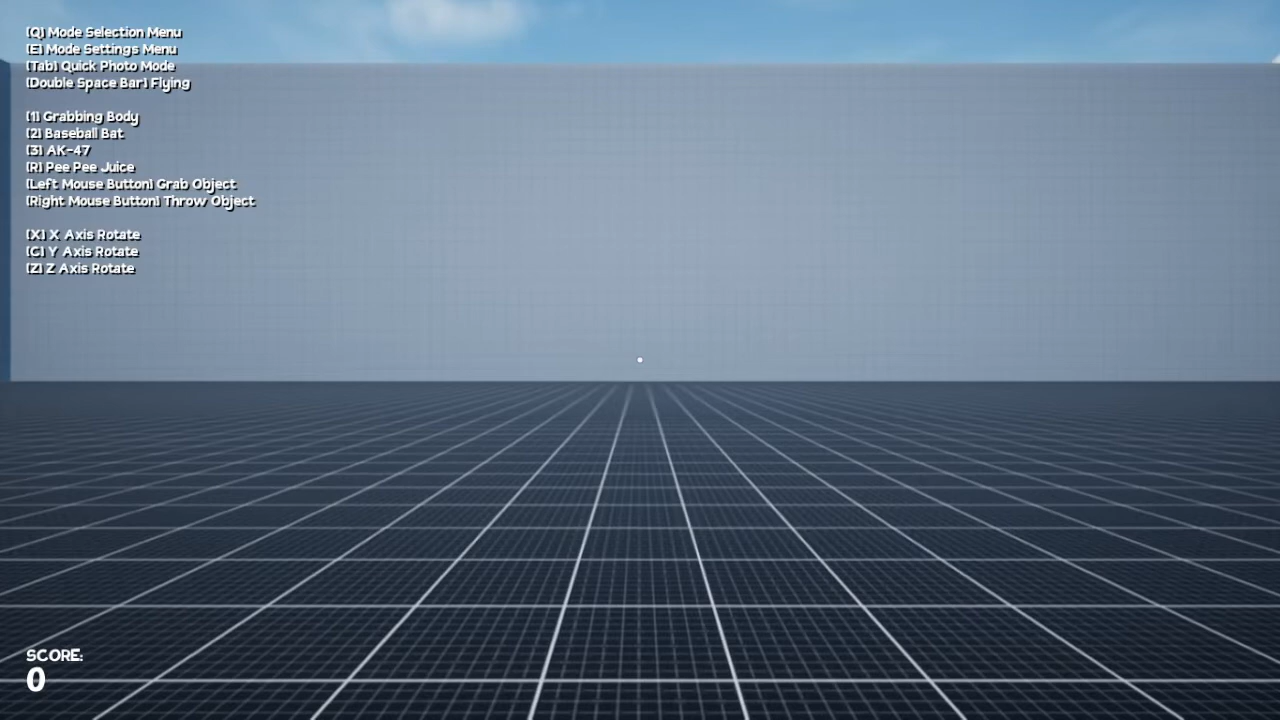 [Q] Mode Selection Menu
[E] Mode Settings Menu
[Tab] Quick Photo Mode
[Double Space Bar] Flying
[1] Grabbing Body
[2] Baseball Bat
[3] AK-47
[R] Pee Pee Juice
[Left Mouse Button] Grab Object
[Right Mouse Button] Throw Object
[X] X Axis Rotate
[C] Y Axis Rotate
[Z] Z Axis Rotate
SCORE:
0